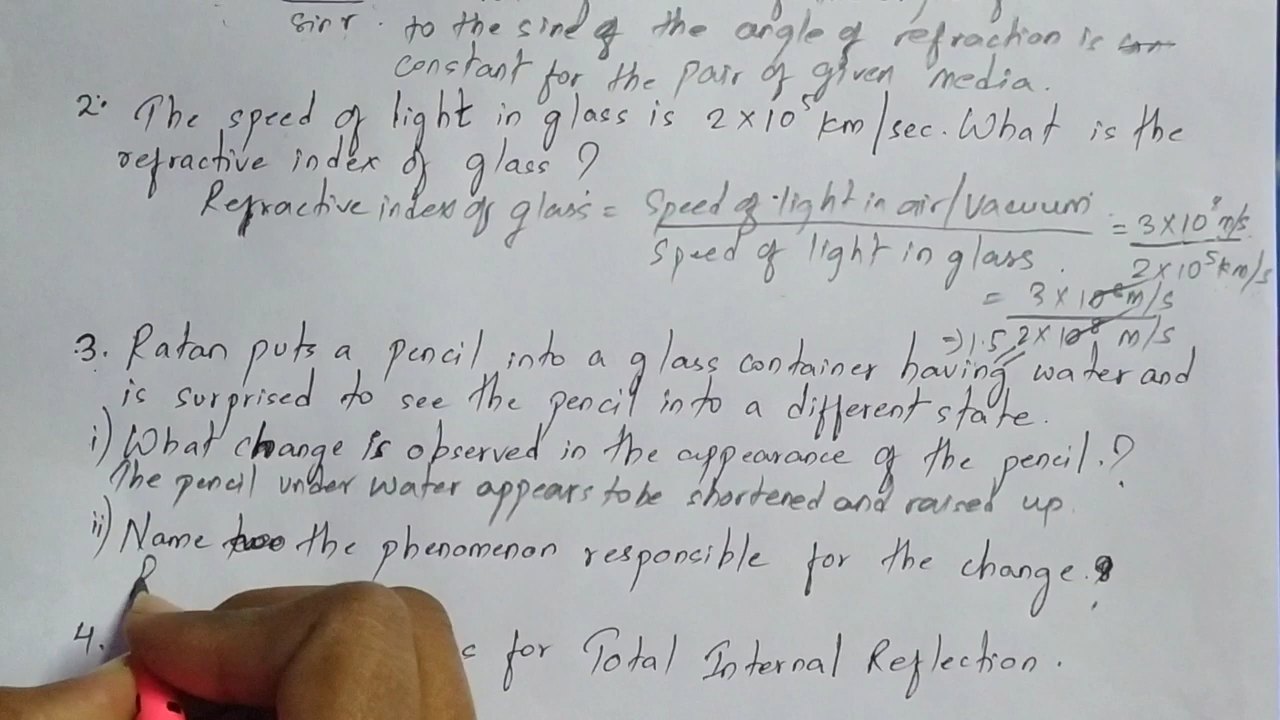 sin r . to the sine of the angle of refraction is
constant for the pair of given media.
2. The speed of light in glass is 2×10⁵ km/sec. What is the
refractive index of glass ?
Refractive index of glass = Speed of light in air/vacuum = 3×10⁸ m/s
Speed of light in glass . 2×10⁵ km/s
= 3×10⁸ m/s
⇒ 1.5 2×10⁸ m/s
3. Ratan puts a pencil into a glass container having water and
is surprised to see the pencil into a different state.
i) What change is observed in the appearance of the pencil.?
The pencil under water appears to be shortened and raised up.
ii) Name the phenomenon responsible for the change.?
R
4. for Total Internal Reflection.